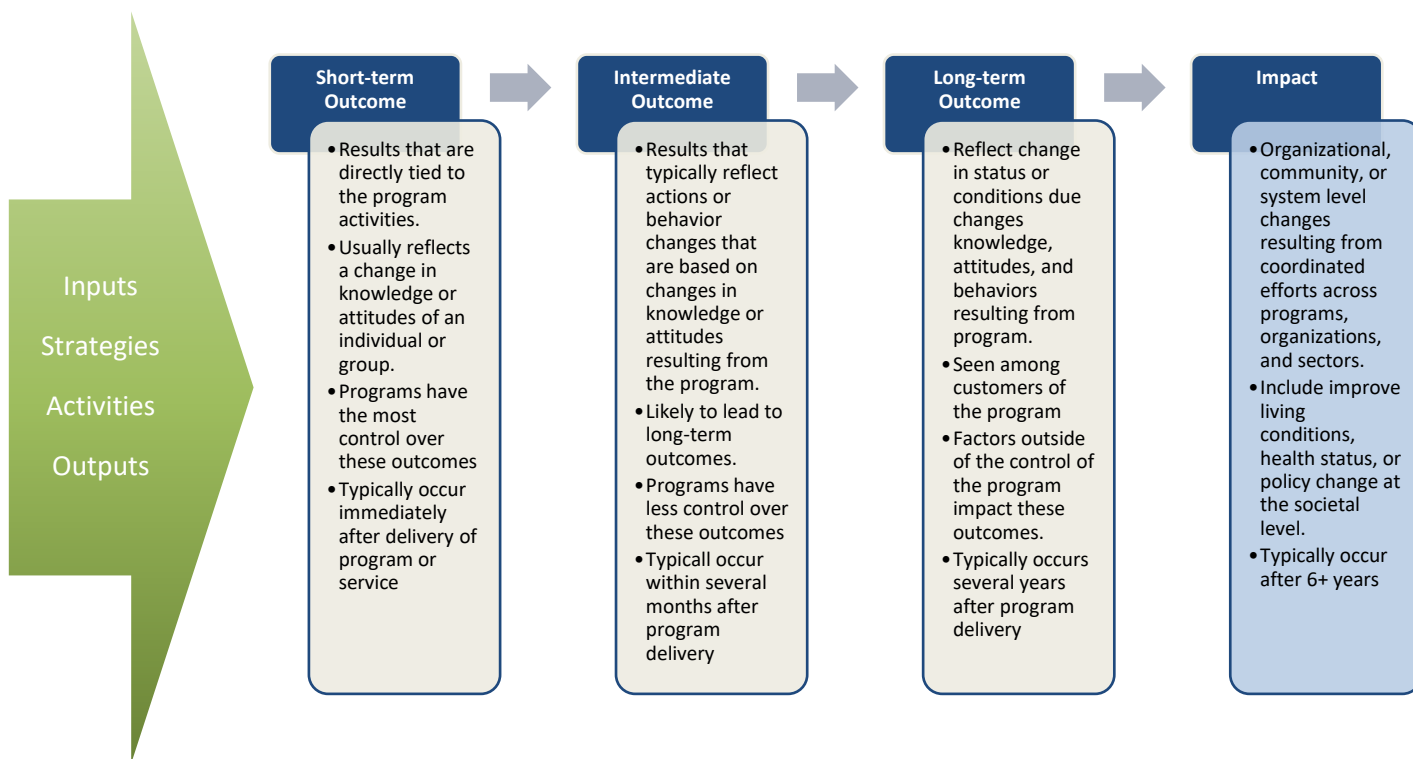 Inputs
Strategies
Activities
Outputs
Short-term
Outcome
•Results that are
directly tied to
the program
activities.
•Usually reflects
a change in
knowledge or
attitudes of an
individual or
group.
•Programs have
the most
control over
these outcomes
•Typically occur
immediately
after delivery of
program or
service
Intermediate
Outcome
•Results that
typically reflect
actions or
behavior
changes that
are based on
changes in
knowledge or
attitudes
resulting from
the program.
•Likely to lead to
long-term
outcomes.
•Programs have
less control over
these outcomes
•Typicall occur
within several
months after
program
delivery
Long-term
Outcome
•Reflect change
in status or
conditions due
changes
knowledge,
attitudes, and
behaviors
resulting from
program.
•Seen among
customers of
the program
•Factors outside
of the control of
the program
impact these
outcomes.
•Typically occurs
several years
after program
delivery
Impact
•Organizational,
community, or
system level
changes
resulting from
coordinated
efforts across
programs,
organizations,
and sectors.
•Include improve
living
conditions,
health status, or
policy change at
the societal
level.
•Typically occur
after 6+ years